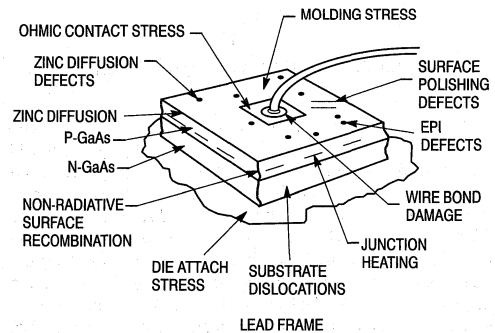 MOLDING STRESS
OHMIC CONTACT STRESS
ZINC DIFFUSION
DEFECTS
SURFACE
POLISHING
DEFECTS
ZINC DIFFUSION
P-GaAs
N-GaAs
EPI
DEFECTS
NON-RADIATIVE
SURFACE
RECOMBINATION
WIRE BOND
DAMAGE
JUNCTION
HEATING
DIE ATTACH
STRESS
SUBSTRATE
DISLOCATIONS
LEAD FRAME